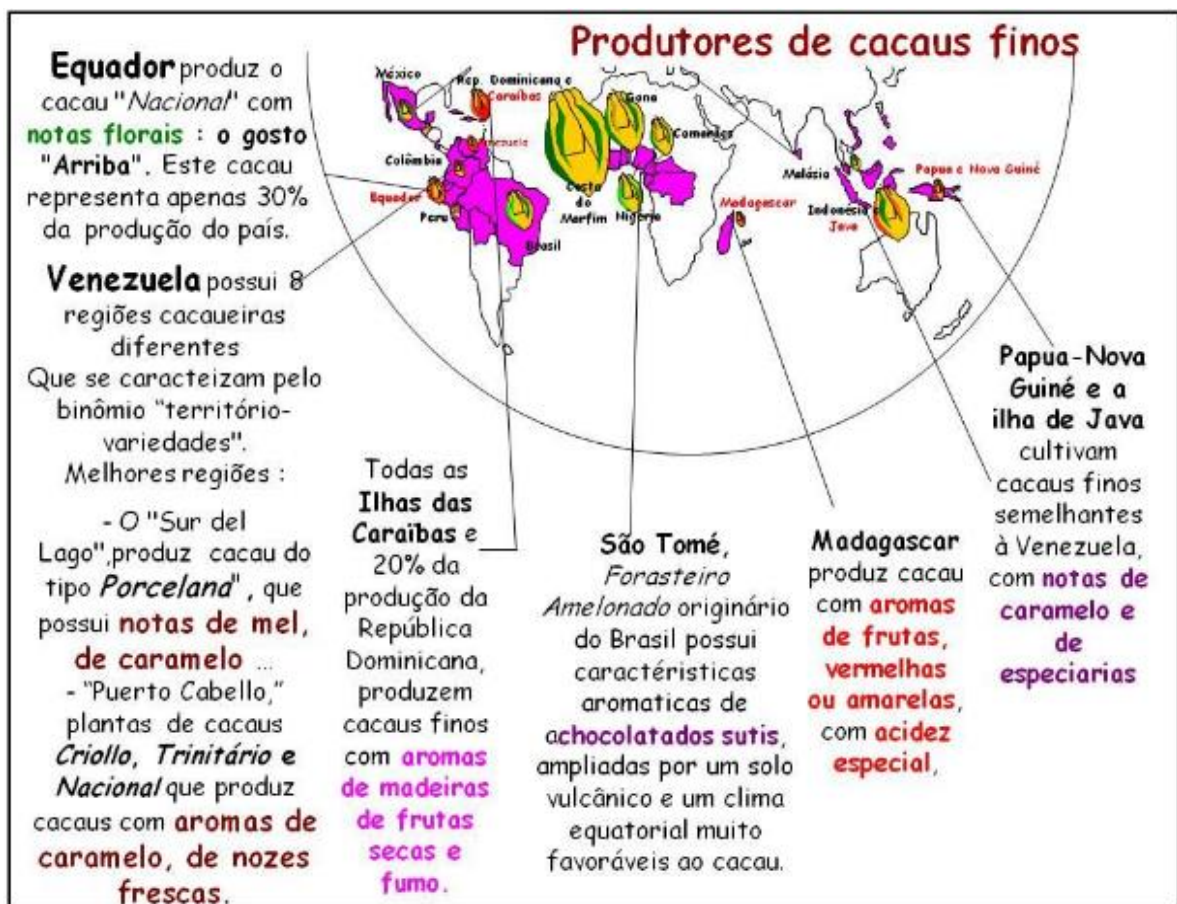 Produtores de cacaus finos
Equador produz o
cacau "Nacional" com
notas florais : o gosto
"Arriba". Este cacau
representa apenas 30%
da produção do país.
Venezuela possui 8
regiões cacaueiras
diferentes
Que se caracteizam pelo
binômio "território-
variedades".
Melhores regiões :
- O "Sur del
Lago",produz cacau do
tipo Porcelana" , que
possui notas de mel,
de caramelo ...
- "Puerto Cabello,"
plantas de cacaus
Criollo, Trinitário e
Nacional que produz
cacaus com aromas de
caramelo, de nozes
frescas.
México
Rep. Dominicana e
Caraíbas
Venezuela
Colômbia
Equador
Peru
Brasil
Costa
do
Marfim
Gana
Nigéria
Madagascar
Malásia
Indonésia e
Java
Papua e Nova Guiné
Todas as
Ilhas das
Caraïbas e
20% da
produção da
República
Dominicana,
produzem
cacaus finos
com aromas
de madeiras
de frutas
secas e
fumo.
São Tomé,
Forasteiro
Amelonado originário
do Brasil possui
caractéristicas
aromaticas de
achocolatados sutis,
ampliadas por um solo
vulcânico e um clima
equatorial muito
favoráveis ao cacau.
Madagascar
produz cacau
com aromas
de frutas,
vermelhas
ou amarelas,
com acidez
especial,
Papua-Nova
Guiné e a
ilha de Java
cultivam
cacaus finos
semelhantes
à Venezuela,
com notas de
caramelo e
de
especiarias